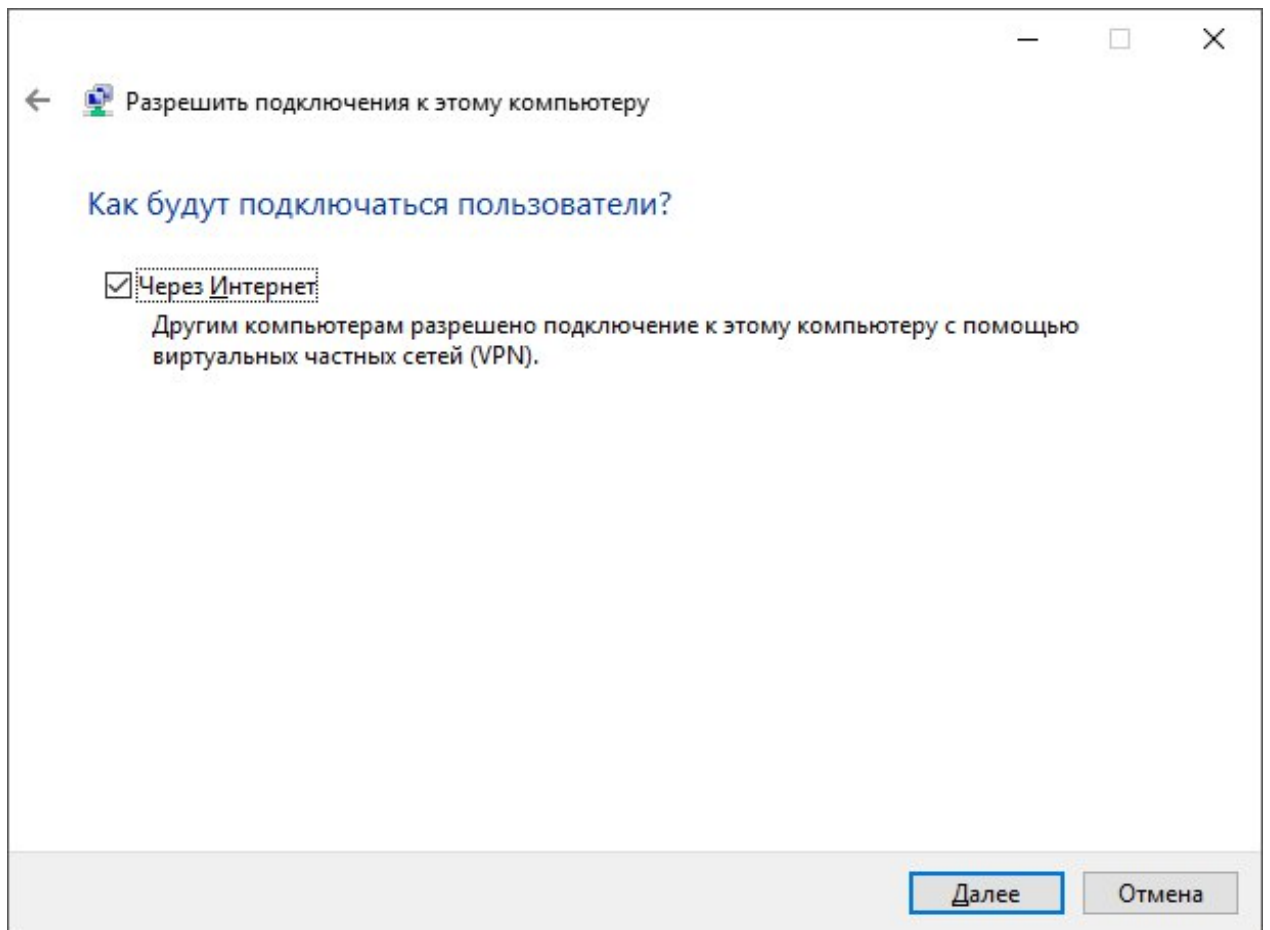 Разрешить подключения к этому компьютеру
Как будут подключаться пользователи?
Через Интернет
Другим компьютерам разрешено подключение к этому компьютеру с помощью
виртуальных частных сетей (VPN).
Далее
Отмена